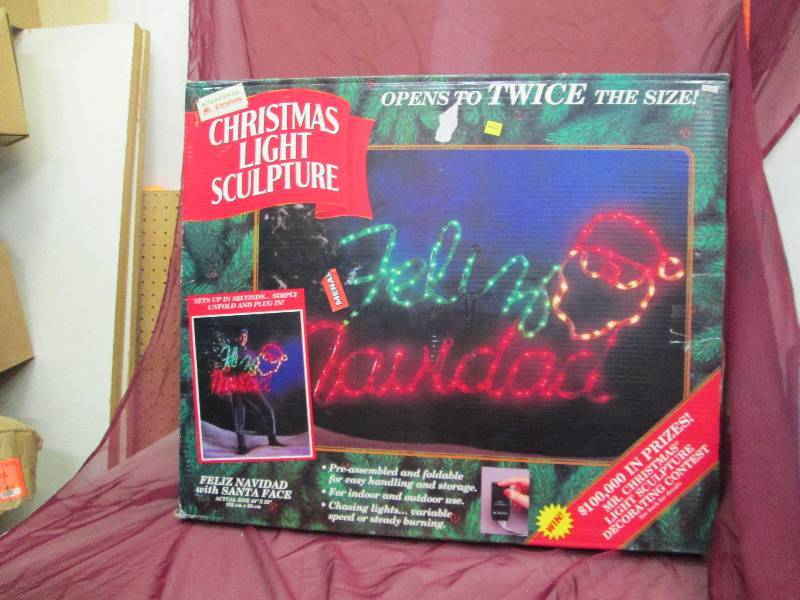 Mr. Christmas
CHRISTMAS
LIGHT
SCULPTURE
OPENS TO TWICE THE SIZE!
Feliz
Navidad
MENARDS
SETS UP IN SECONDS... SIMPLY
UNFOLD AND PLUG IN!
Feliz
Navidad
FELIZ NAVIDAD
with SANTA FACE
• Pre-assembled and foldable
for easy handling and storage.
• For indoor and outdoor use.
• Chasing lights... variable
speed or steady burning.
WIN!
$100,000 IN PRIZES!
MR. CHRISTMAS
LIGHT SCULPTURE
DECORATING CONTEST